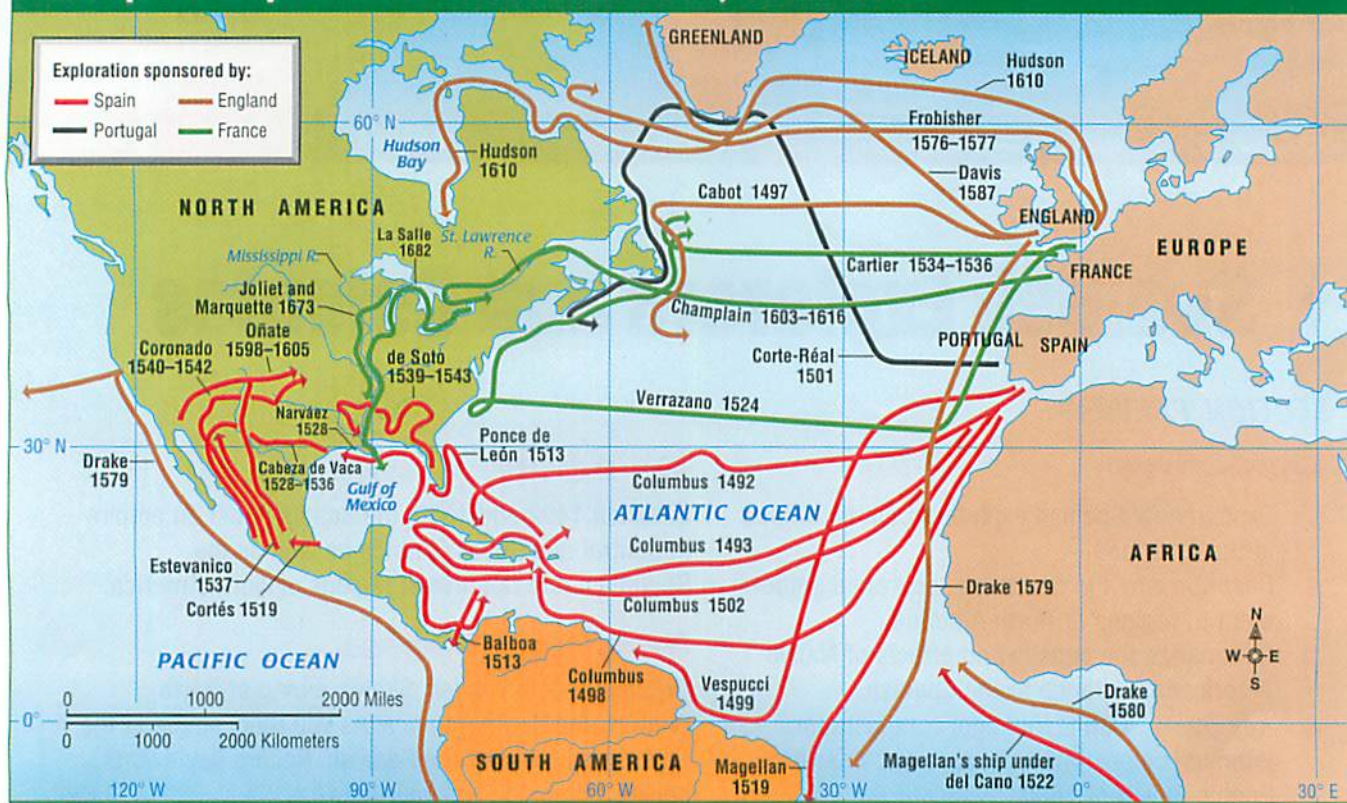 Exploration sponsored by:
Spain
England
Portugal
France
GREENLAND
ICELAND
Hudson
1610
60° N
Hudson
Bay
Hudson
1610
Frobisher
1576–1577
Davis
1587
Cabot 1497
ENGLAND
NORTH AMERICA
La Salle
1682
St. Lawrence
R.
Mississippi R.
EUROPE
Cartier 1534–1536
FRANCE
Joliet and
Marquette 1673
Champlain 1603–1616
Oñate
1598–1605
Coronado
1540–1542
de Soto
1539–1543
Corte-Réal
1501
PORTUGAL
SPAIN
Narváez
1528
Verrazano 1524
30° N
Ponce de
León 1513
Drake
1579
Cabeza de Vaca
1528–1536
Gulf of
Mexico
Columbus 1492
ATLANTIC OCEAN
Columbus 1493
AFRICA
Estevanico
1537
Cortés 1519
Columbus 1502
Drake 1579
Balboa
1513
PACIFIC OCEAN
Columbus
1498
Vespucci
1499
N
W
E
S
0
1000
2000 Miles
0
1000
2000 Kilometers
0°
Drake
1580
SOUTH AMERICA
Magellan
1519
Magellan's ship under
del Cano 1522
120° W
90° W
60° W
30° W
0°
30° E